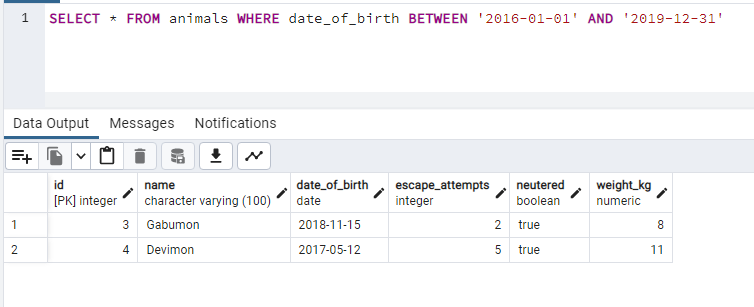 1 SELECT * FROM animals WHERE date_of_birth BETWEEN '2016-01-01' AND '2019-12-31'
Data Output Messages Notifications
id name date_of_birth escape_attempts neutered weight_kg
[PK] integer character varying (100) date integer boolean numeric
1 3 Gabumon 2018-11-15 2 true 8
2 4 Devimon 2017-05-12 5 true 11